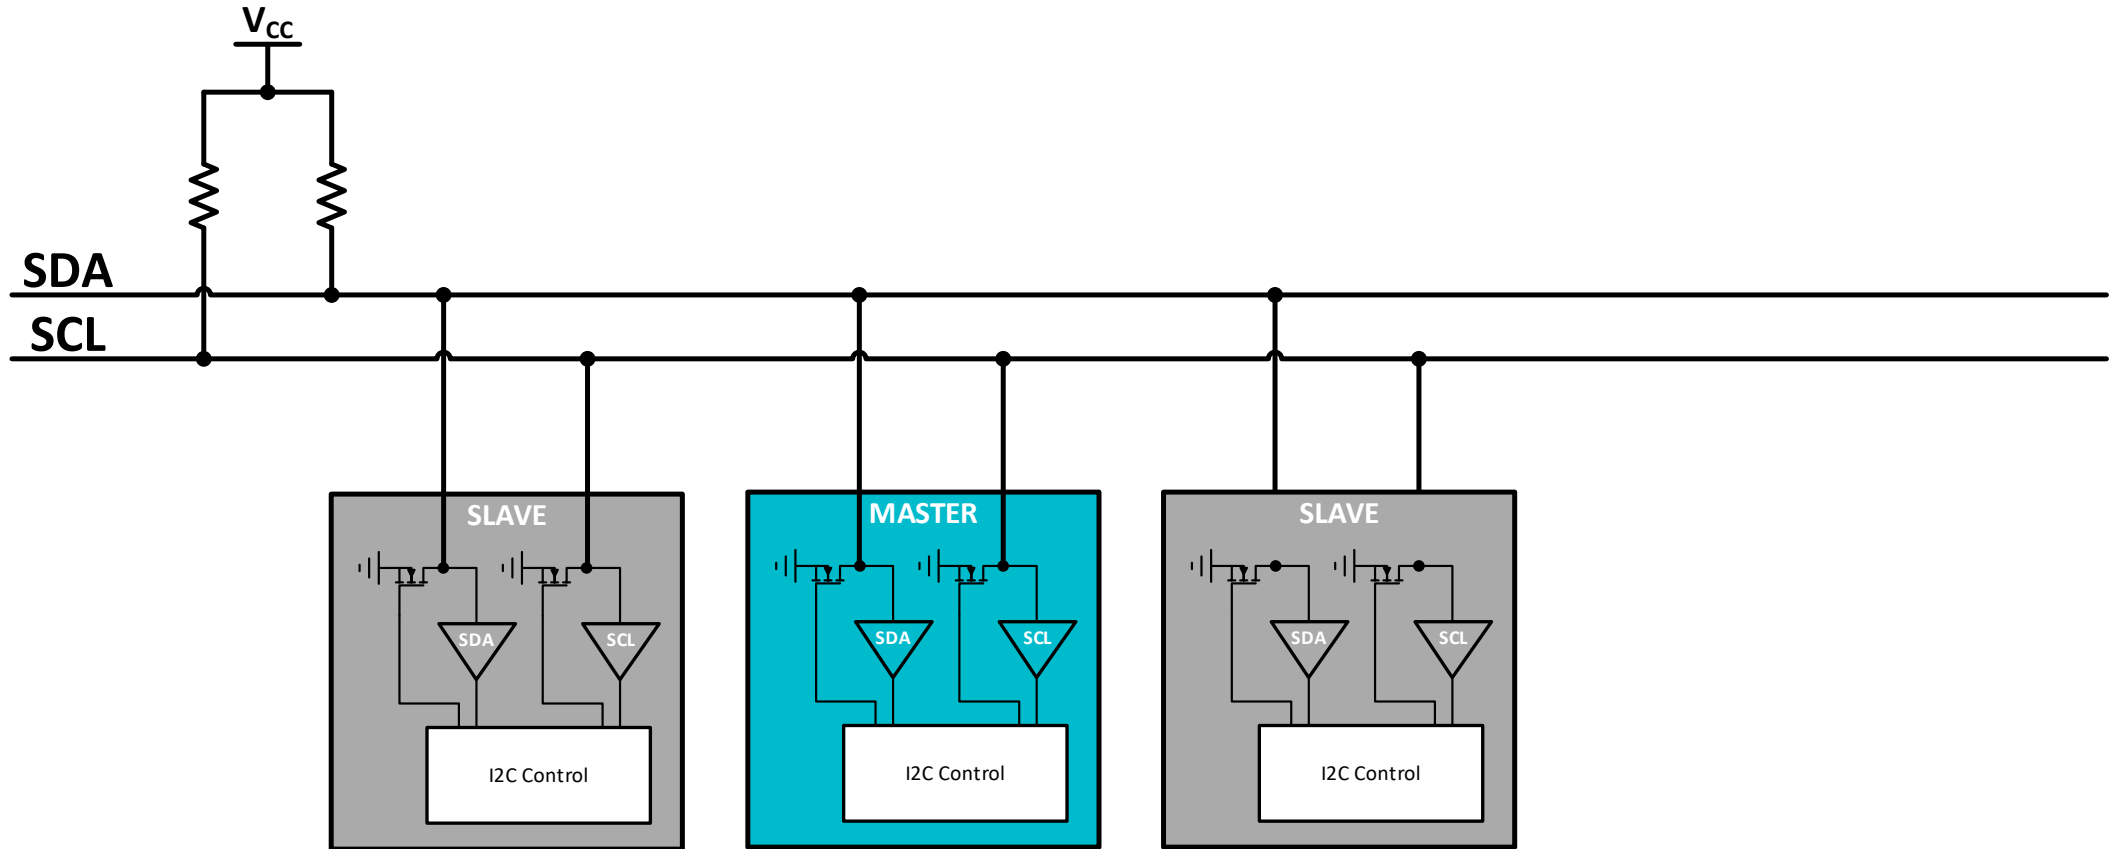 VCC
SDA
SCL
SLAVE
SDA
SCL
I2C Control
MASTER
SDA
SCL
I2C Control
SLAVE
SDA
SCL
I2C Control